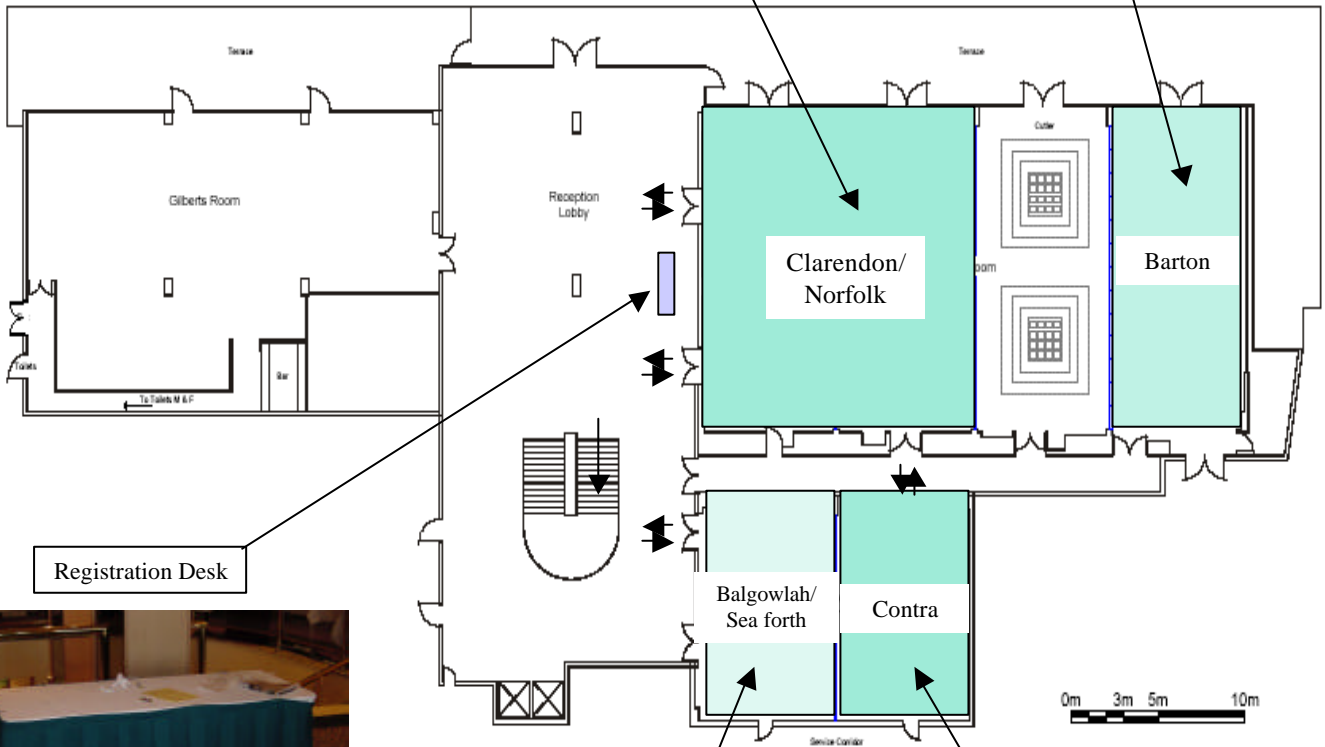 Terrace
Terrace
Cutler
Gilberts Room
Reception
Lobby
Clarendon/
Norfolk
oom
Barton
Toilets
Bar
To Toilets M & F
Registration Desk
Balgowlah/
Sea forth
Contra
0m 3m 5m 10m
Service Corridor